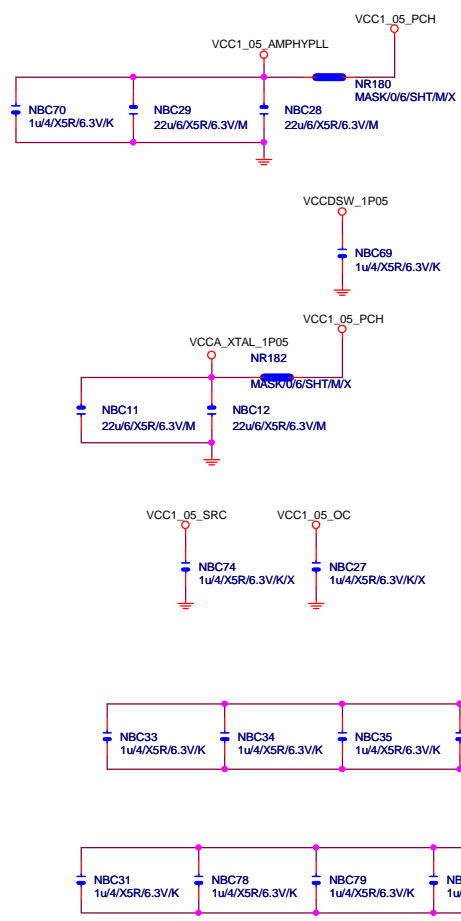 VCC1_05_PCH
VCC1_05_AMPHYPLL
NR180
MASK/0/6/SHT/M/X
NBC70
1u/4/X5R/6.3V/K
NBC29
22u/6/X5R/6.3V/M
NBC28
22u/6/X5R/6.3V/M
VCCDSW_1P05
NBC69
1u/4/X5R/6.3V/K
VCC1_05_PCH
VCCA_XTAL_1P05
NR182
MASK/0/6/SHT/M/X
NBC11
22u/6/X5R/6.3V/M
NBC12
22u/6/X5R/6.3V/M
VCC1_05_SRC
VCC1_05_OC
NBC74
1u/4/X5R/6.3V/K/X
NBC27
1u/4/X5R/6.3V/K/X
NBC33
1u/4/X5R/6.3V/K
NBC34
1u/4/X5R/6.3V/K
NBC35
1u/4/X5R/6.3V/K
NBC31
1u/4/X5R/6.3V/K
NBC78
1u/4/X5R/6.3V/K
NBC79
1u/4/X5R/6.3V/K